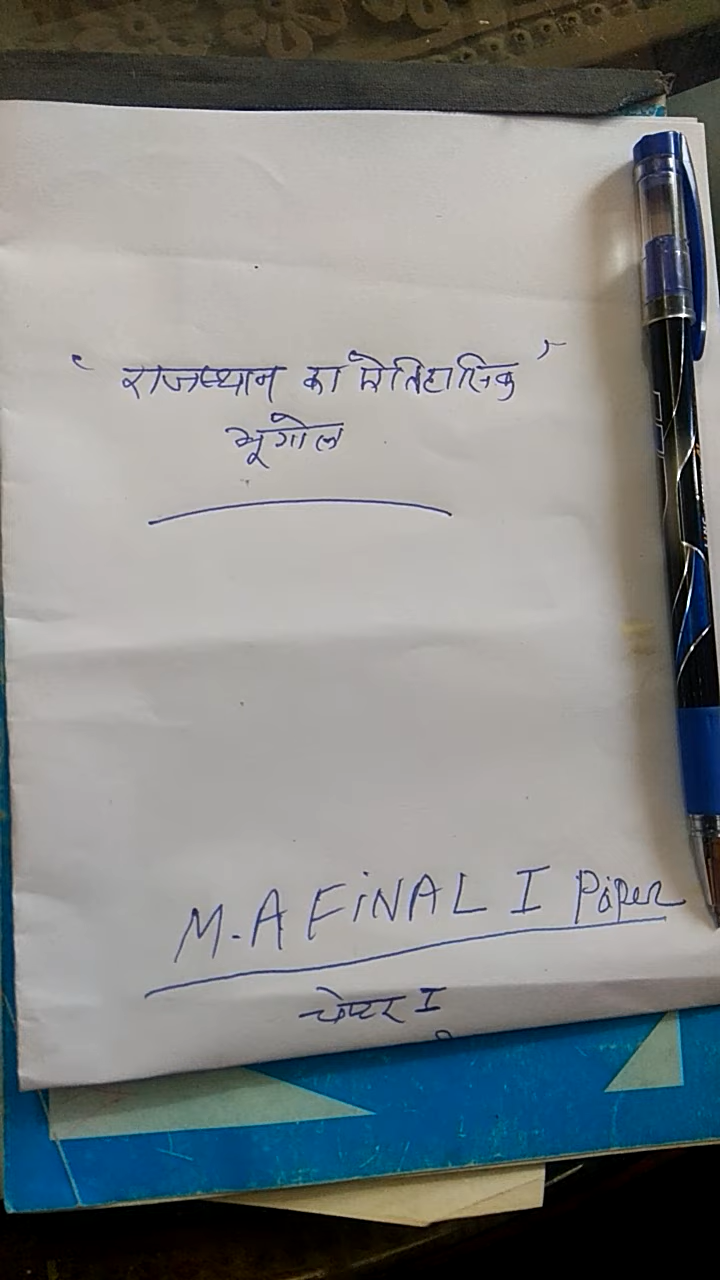 ‘ राजस्थान का ऐतिहासिक ’
भूगोल
M.A FiNAL I Paper
चेप्टर I